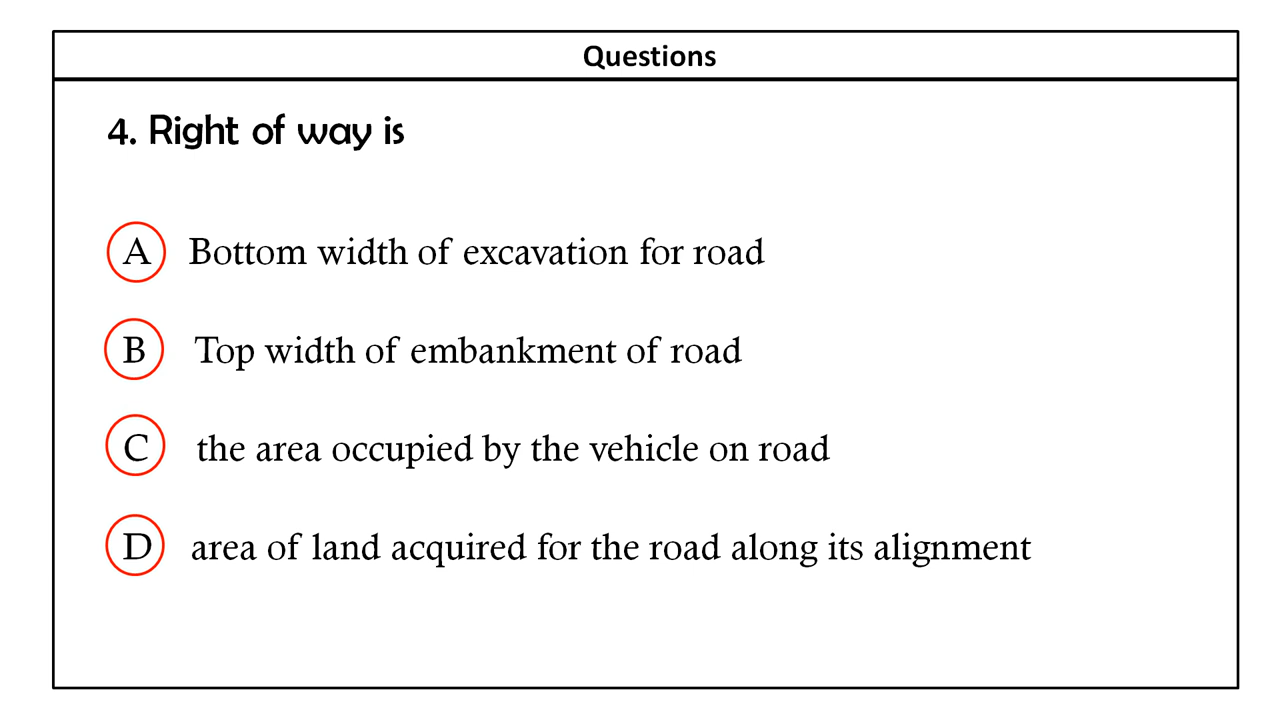 Questions
4. Right of way is
A Bottom width of excavation for road
B Top width of embankment of road
C the area occupied by the vehicle on road
D area of land acquired for the road along its alignment